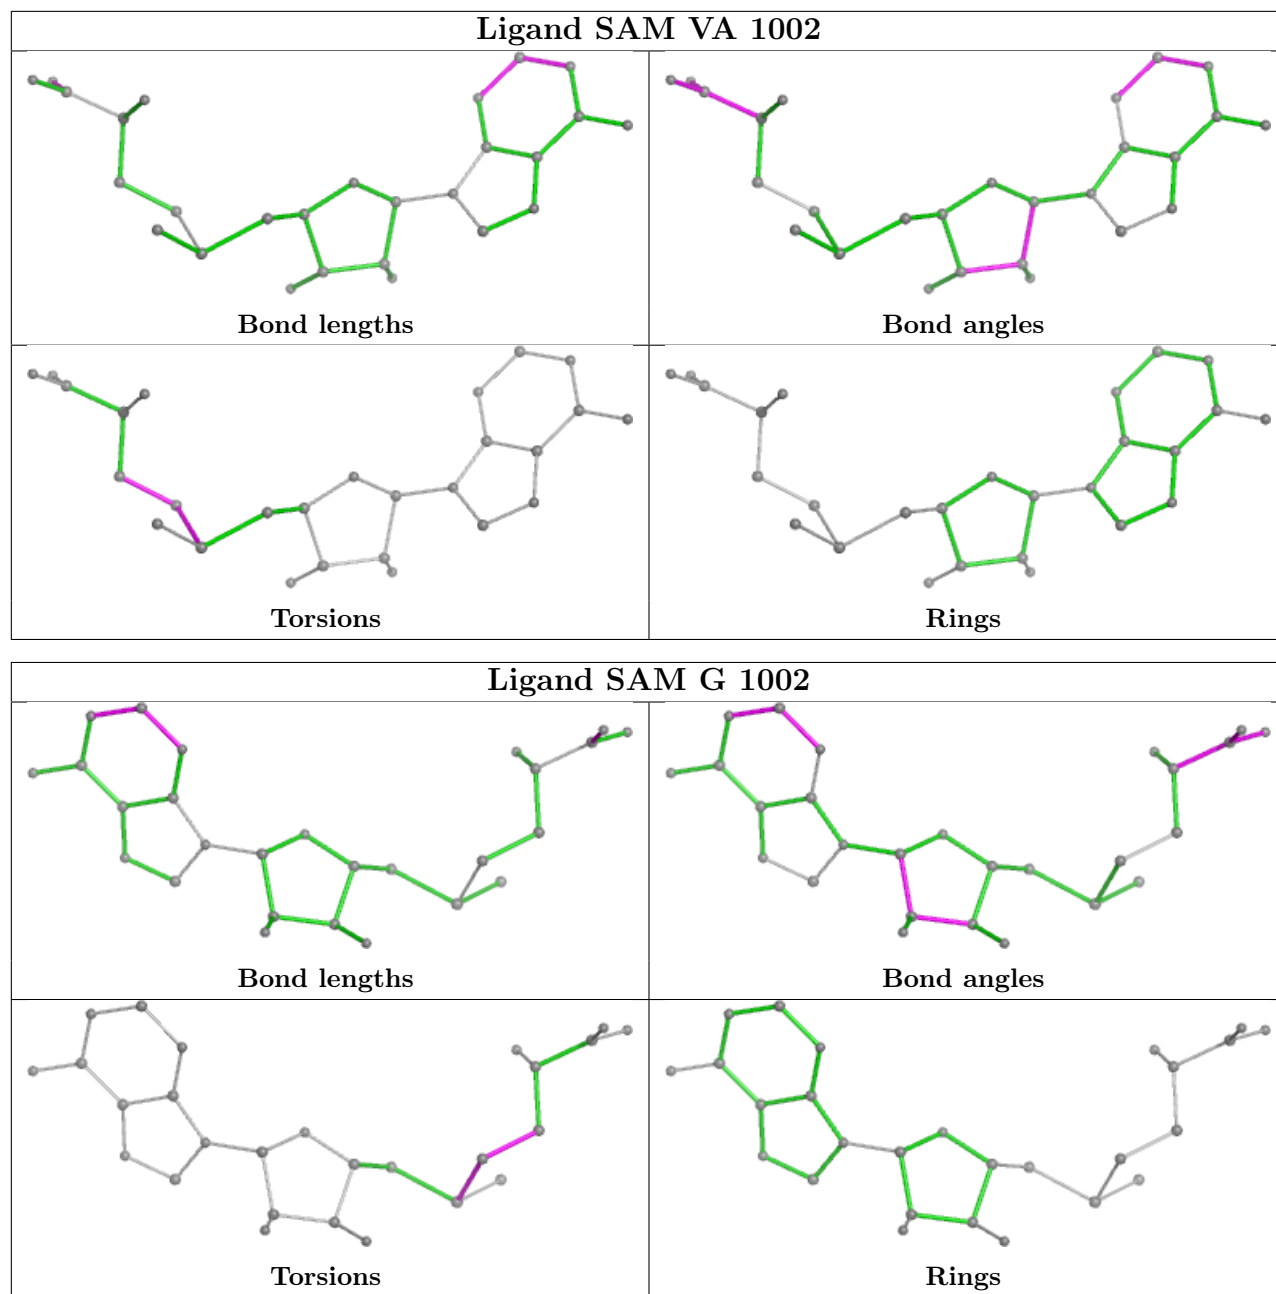 Ligand SAM VA 1002
Bond lengths
Bond angles
Torsions
Rings
Ligand SAM G 1002
Bond lengths
Bond angles
Torsions
Rings